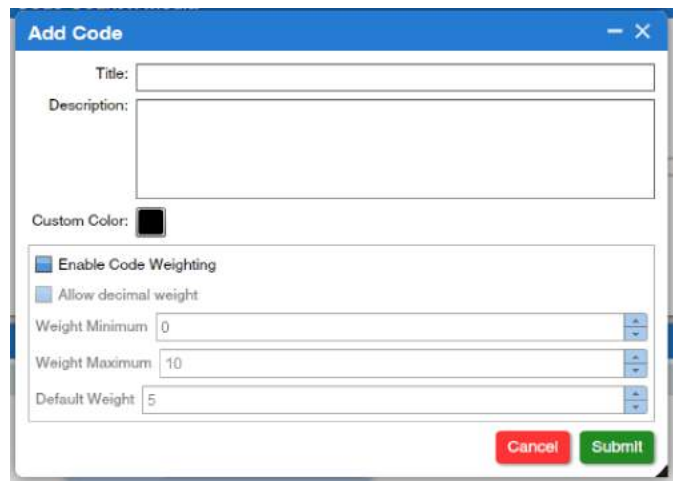 Add Code
Title:
Description:
Custom Color:
Enable Code Weighting
Allow decimal weight
Weight Minimum 0
Weight Maximum 10
Default Weight 5
Cancel Submit